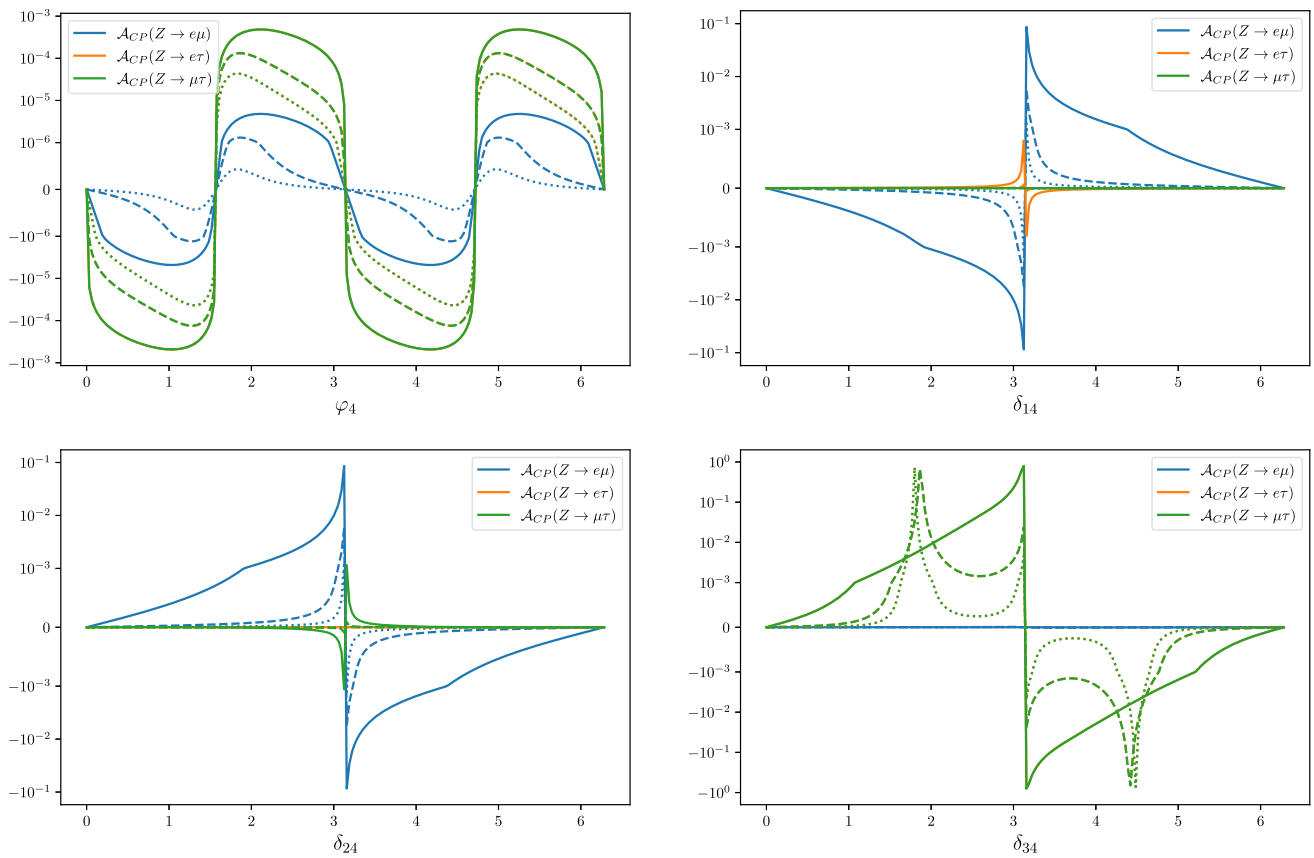 10⁻³
10⁻⁴
10⁻⁵
10⁻⁶
0
−10⁻⁶
−10⁻⁵
−10⁻⁴
−10⁻³
0 1 2 3 4 5 6
φ₄
𝒜_CP(Z → eμ)
𝒜_CP(Z → eτ)
𝒜_CP(Z → μτ)
10⁻¹
10⁻²
10⁻³
0
−10⁻³
−10⁻²
−10⁻¹
0 1 2 3 4 5 6
δ₁₄
𝒜_CP(Z → eμ)
𝒜_CP(Z → eτ)
𝒜_CP(Z → μτ)
10⁻¹
10⁻²
10⁻³
0
−10⁻³
−10⁻²
−10⁻¹
0 1 2 3 4 5 6
δ₂₄
𝒜_CP(Z → eμ)
𝒜_CP(Z → eτ)
𝒜_CP(Z → μτ)
10⁰
10⁻¹
10⁻²
10⁻³
0
−10⁻³
−10⁻²
−10⁻¹
−10⁰
0 1 2 3 4 5 6
δ₃₄
𝒜_CP(Z → eμ)
𝒜_CP(Z → eτ)
𝒜_CP(Z → μτ)